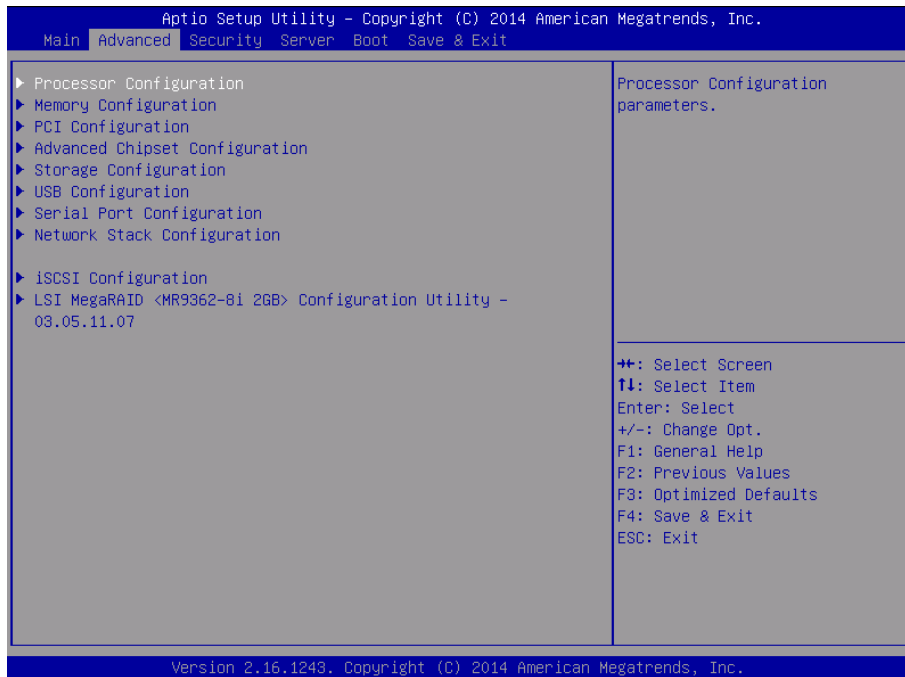 Aptio Setup Utility – Copyright (C) 2014 American Megatrends, Inc.
Main Advanced Security Server Boot Save & Exit
Processor Configuration
Memory Configuration
PCI Configuration
Advanced Chipset Configuration
Storage Configuration
USB Configuration
Serial Port Configuration
Network Stack Configuration
iSCSI Configuration
LSI MegaRAID <MR9362-8i 2GB> Configuration Utility –
03.05.11.07
Processor Configuration
parameters.
→←: Select Screen
↑↓: Select Item
Enter: Select
+/-: Change Opt.
F1: General Help
F2: Previous Values
F3: Optimized Defaults
F4: Save & Exit
ESC: Exit
Version 2.16.1243. Copyright (C) 2014 American Megatrends, Inc.